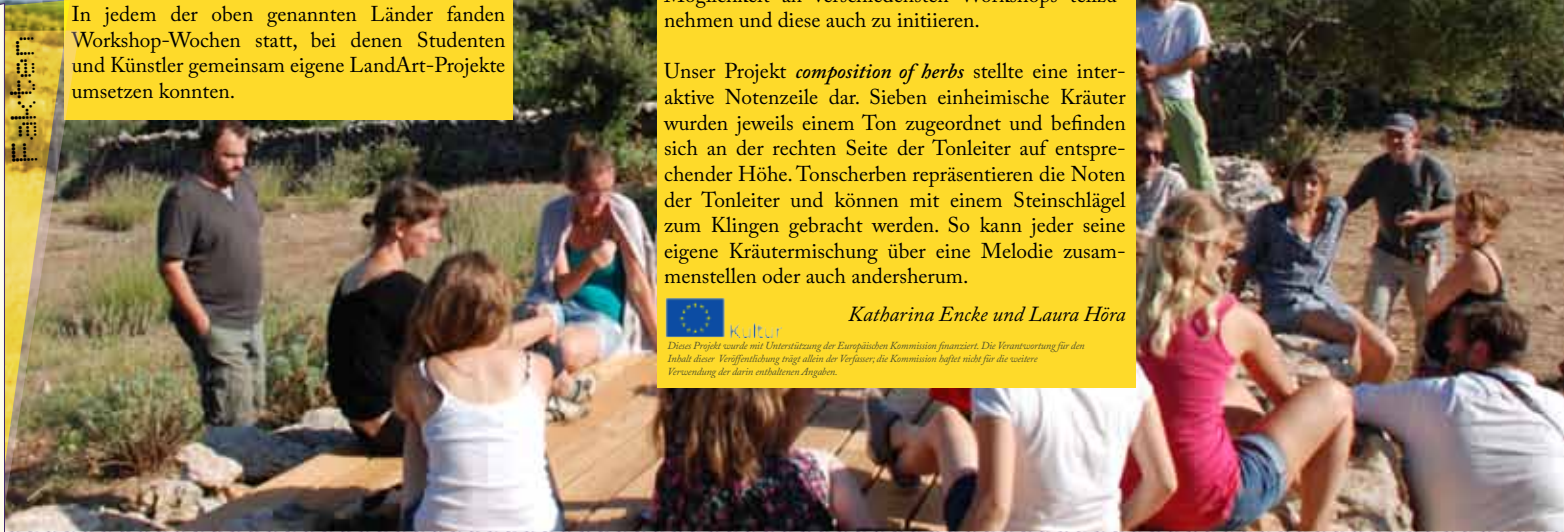 Fakten
In jedem der oben genannten Länder fanden
Workshop-Wochen statt, bei denen Studenten
und Künstler gemeinsam eigene LandArt-Projekte
umsetzen konnten.
Möglichkeit an verschiedensten Workshops teilzu-
nehmen und diese auch zu initiieren.
Unser Projekt composition of herbs stellte eine inter-
aktive Notenzeile dar. Sieben einheimische Kräuter
wurden jeweils einem Ton zugeordnet und befinden
sich an der rechten Seite der Tonleiter auf entspre-
chender Höhe. Tonscherben repräsentieren die Noten
der Tonleiter und können mit einem Steinschlägel
zum Klingen gebracht werden. So kann jeder seine
eigene Kräutermischung über eine Melodie zusam-
menstellen oder auch andersherum.
Katharina Encke und Laura Höra
Kultur
Dieses Projekt wurde mit Unterstützung der Europäischen Kommission finanziert. Die Verantwortung für den
Inhalt dieser Veröffentlichung trägt allein der Verfasser; die Kommission haftet nicht für die weitere
Verwendung der darin enthaltenen Angaben.